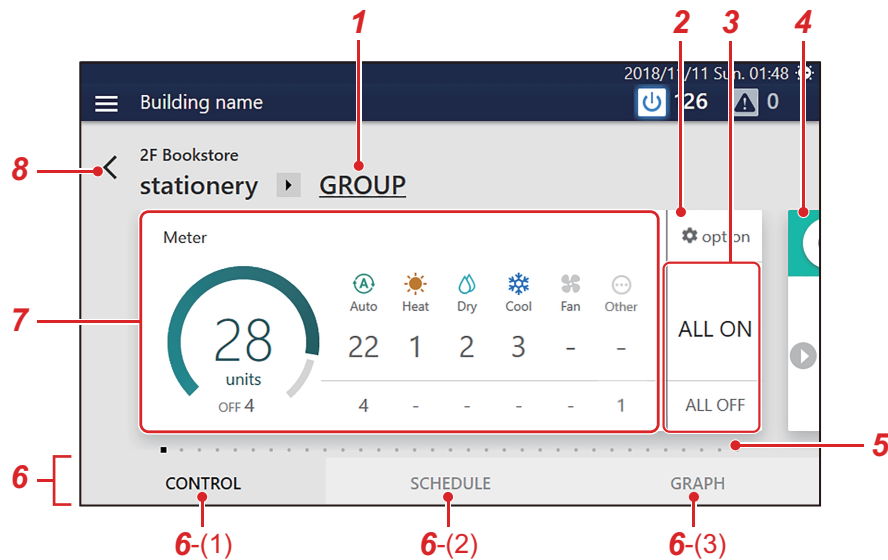 1 2 3 4
2018/11/11 Sun. 01:48
Building name 126 0
8
2F Bookstore
stationery GROUP
Meter option
Auto Heat Dry Cool Fan Other
7
28 22 1 2 3 - - ALL ON
units
OFF 4 4 - - - - 1 ALL OFF
5
6
CONTROL SCHEDULE GRAPH
6-(1) 6-(2) 6-(3)